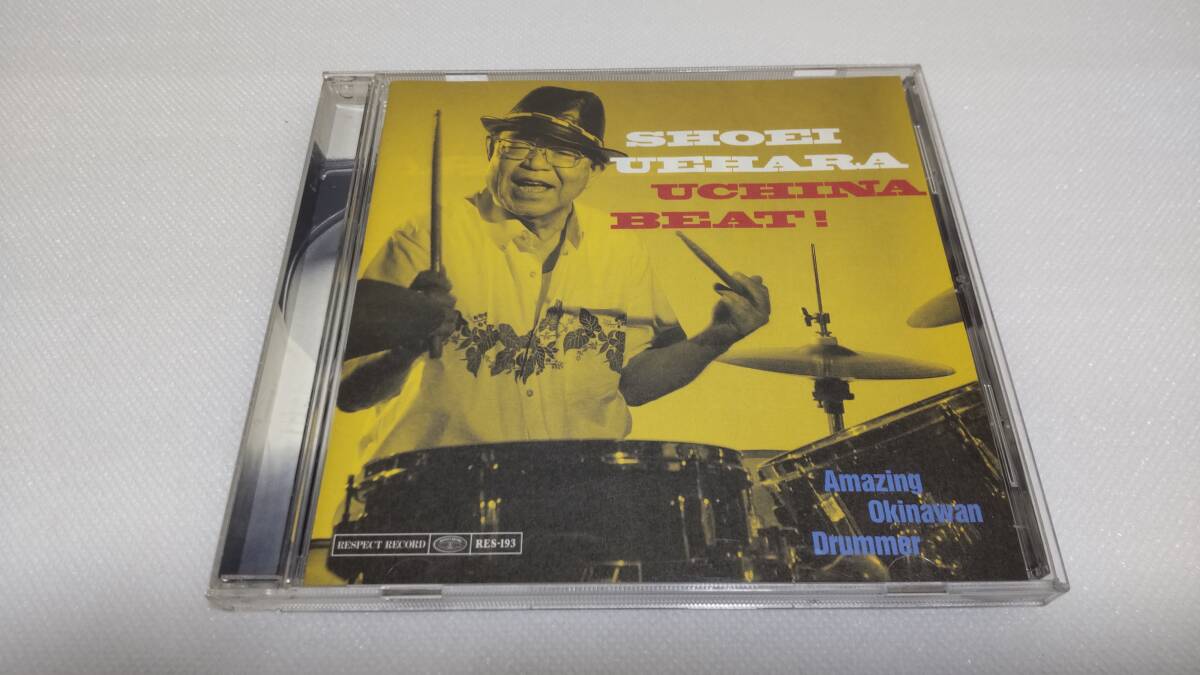 SHOEI
UEHARA
UCHINA
BEAT!
Amazing
Okinawan
Drummer
RESPECT RECORD RES-193